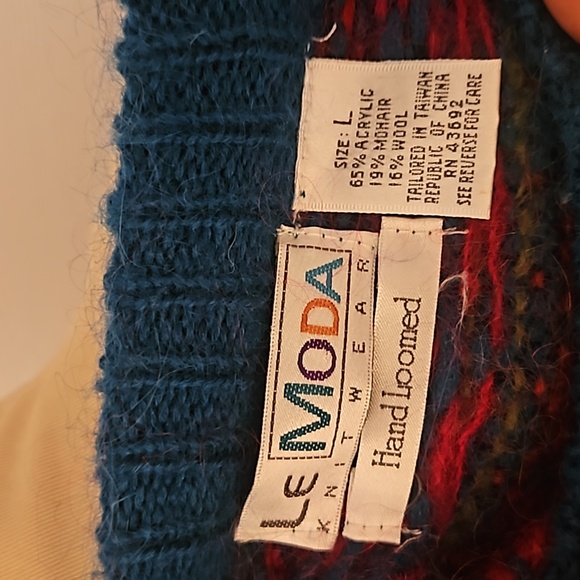 SIZE: L
65% ACRYLIC
19% MOHAIR
16% WOOL
TAILORED IN TAIWAN
REPUBLIC OF CHINA
RN 43692
SEE REVERSE FOR CARE
LE MODA
KNITWEAR
Hand Loomed